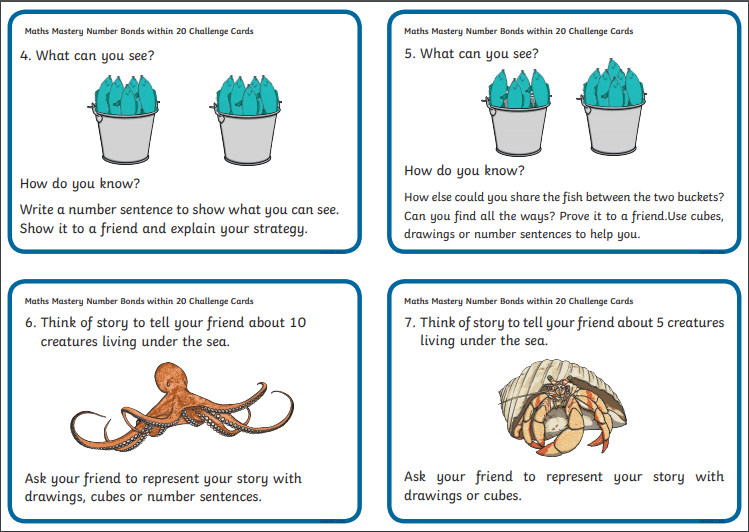 Maths Mastery Number Bonds within 20 Challenge Cards
4. What can you see?
How do you know?
Write a number sentence to show what you can see.
Show it to a friend and explain your strategy.
Maths Mastery Number Bonds within 20 Challenge Cards
5. What can you see?
How do you know?
How else could you share the fish between the two buckets?
Can you find all the ways? Prove it to a friend.Use cubes,
drawings or number sentences to help you.
Maths Mastery Number Bonds within 20 Challenge Cards
6. Think of story to tell your friend about 10
creatures living under the sea.
Ask your friend to represent your story with
drawings, cubes or number sentences.
Maths Mastery Number Bonds within 20 Challenge Cards
7. Think of story to tell your friend about 5 creatures
living under the sea.
Ask your friend to represent your story with
drawings or cubes.